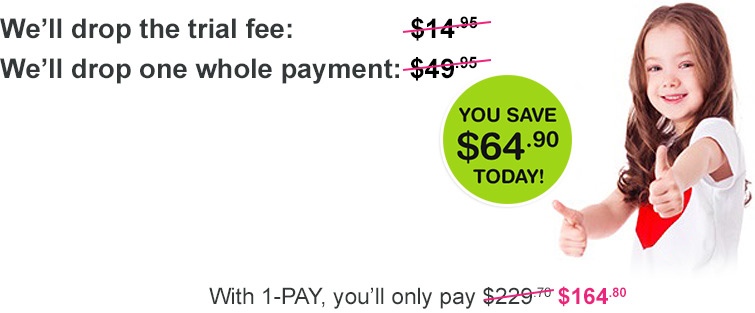 We'll drop the trial fee: $14.95
We'll drop one whole payment: $49.95
YOU SAVE
$64.90
TODAY!
With 1-PAY, you'll only pay $229.70 $164.80